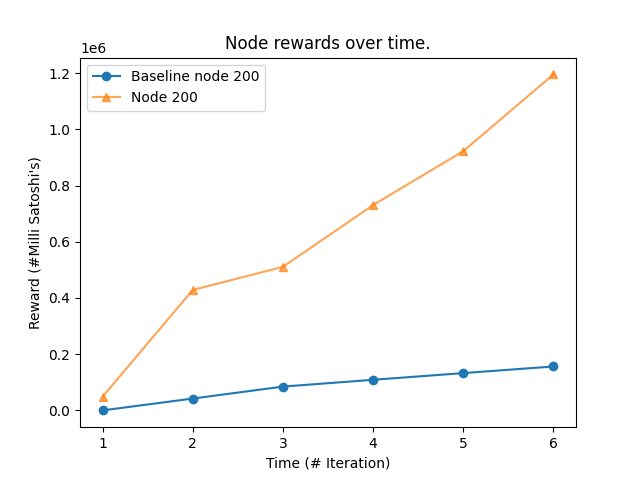 Node rewards over time.
1e6
Baseline node 200
Node 200
1.2
1.0
0.8
0.6
0.4
0.2
0.0
Reward (#Milli Satoshi's)
1 2 3 4 5 6
Time (# Iteration)